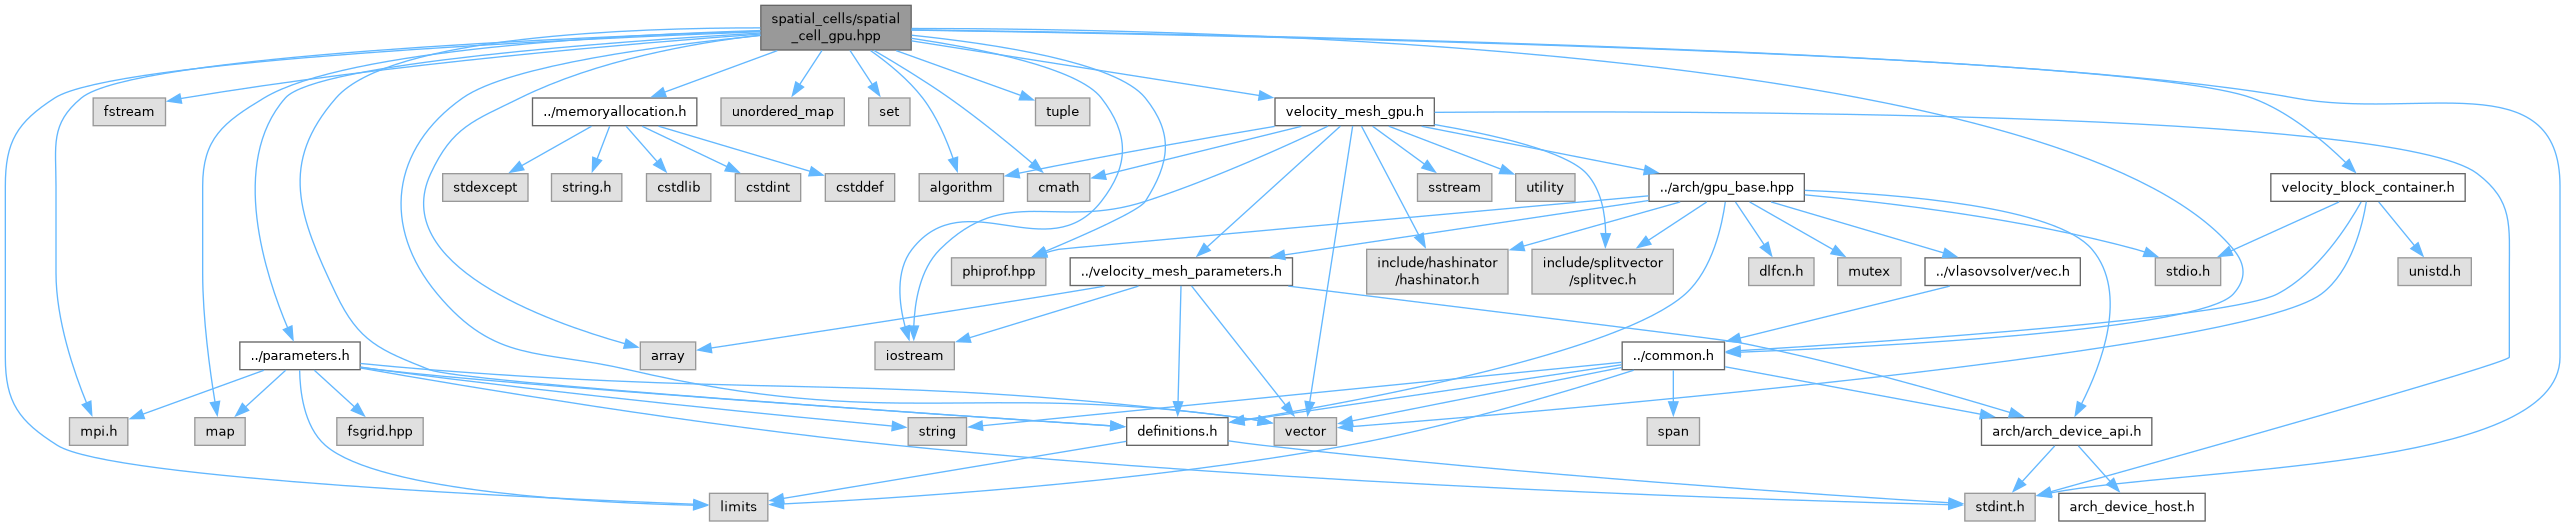 spatial_cells/spatial
_cell_gpu.hpp
fstream
../memoryallocation.h
unordered_map
set
tuple
velocity_mesh_gpu.h
stdexcept
string.h
cstdlib
cstdint
cstddef
algorithm
cmath
sstream
utility
../arch/gpu_base.hpp
velocity_block_container.h
phiprof.hpp
../velocity_mesh_parameters.h
include/hashinator
/hashinator.h
include/splitvector
/splitvec.h
dlfcn.h
mutex
../vlasovsolver/vec.h
stdio.h
unistd.h
../parameters.h
array
iostream
../common.h
mpi.h
map
fsgrid.hpp
string
definitions.h
vector
span
arch/arch_device_api.h
limits
stdint.h
arch_device_host.h